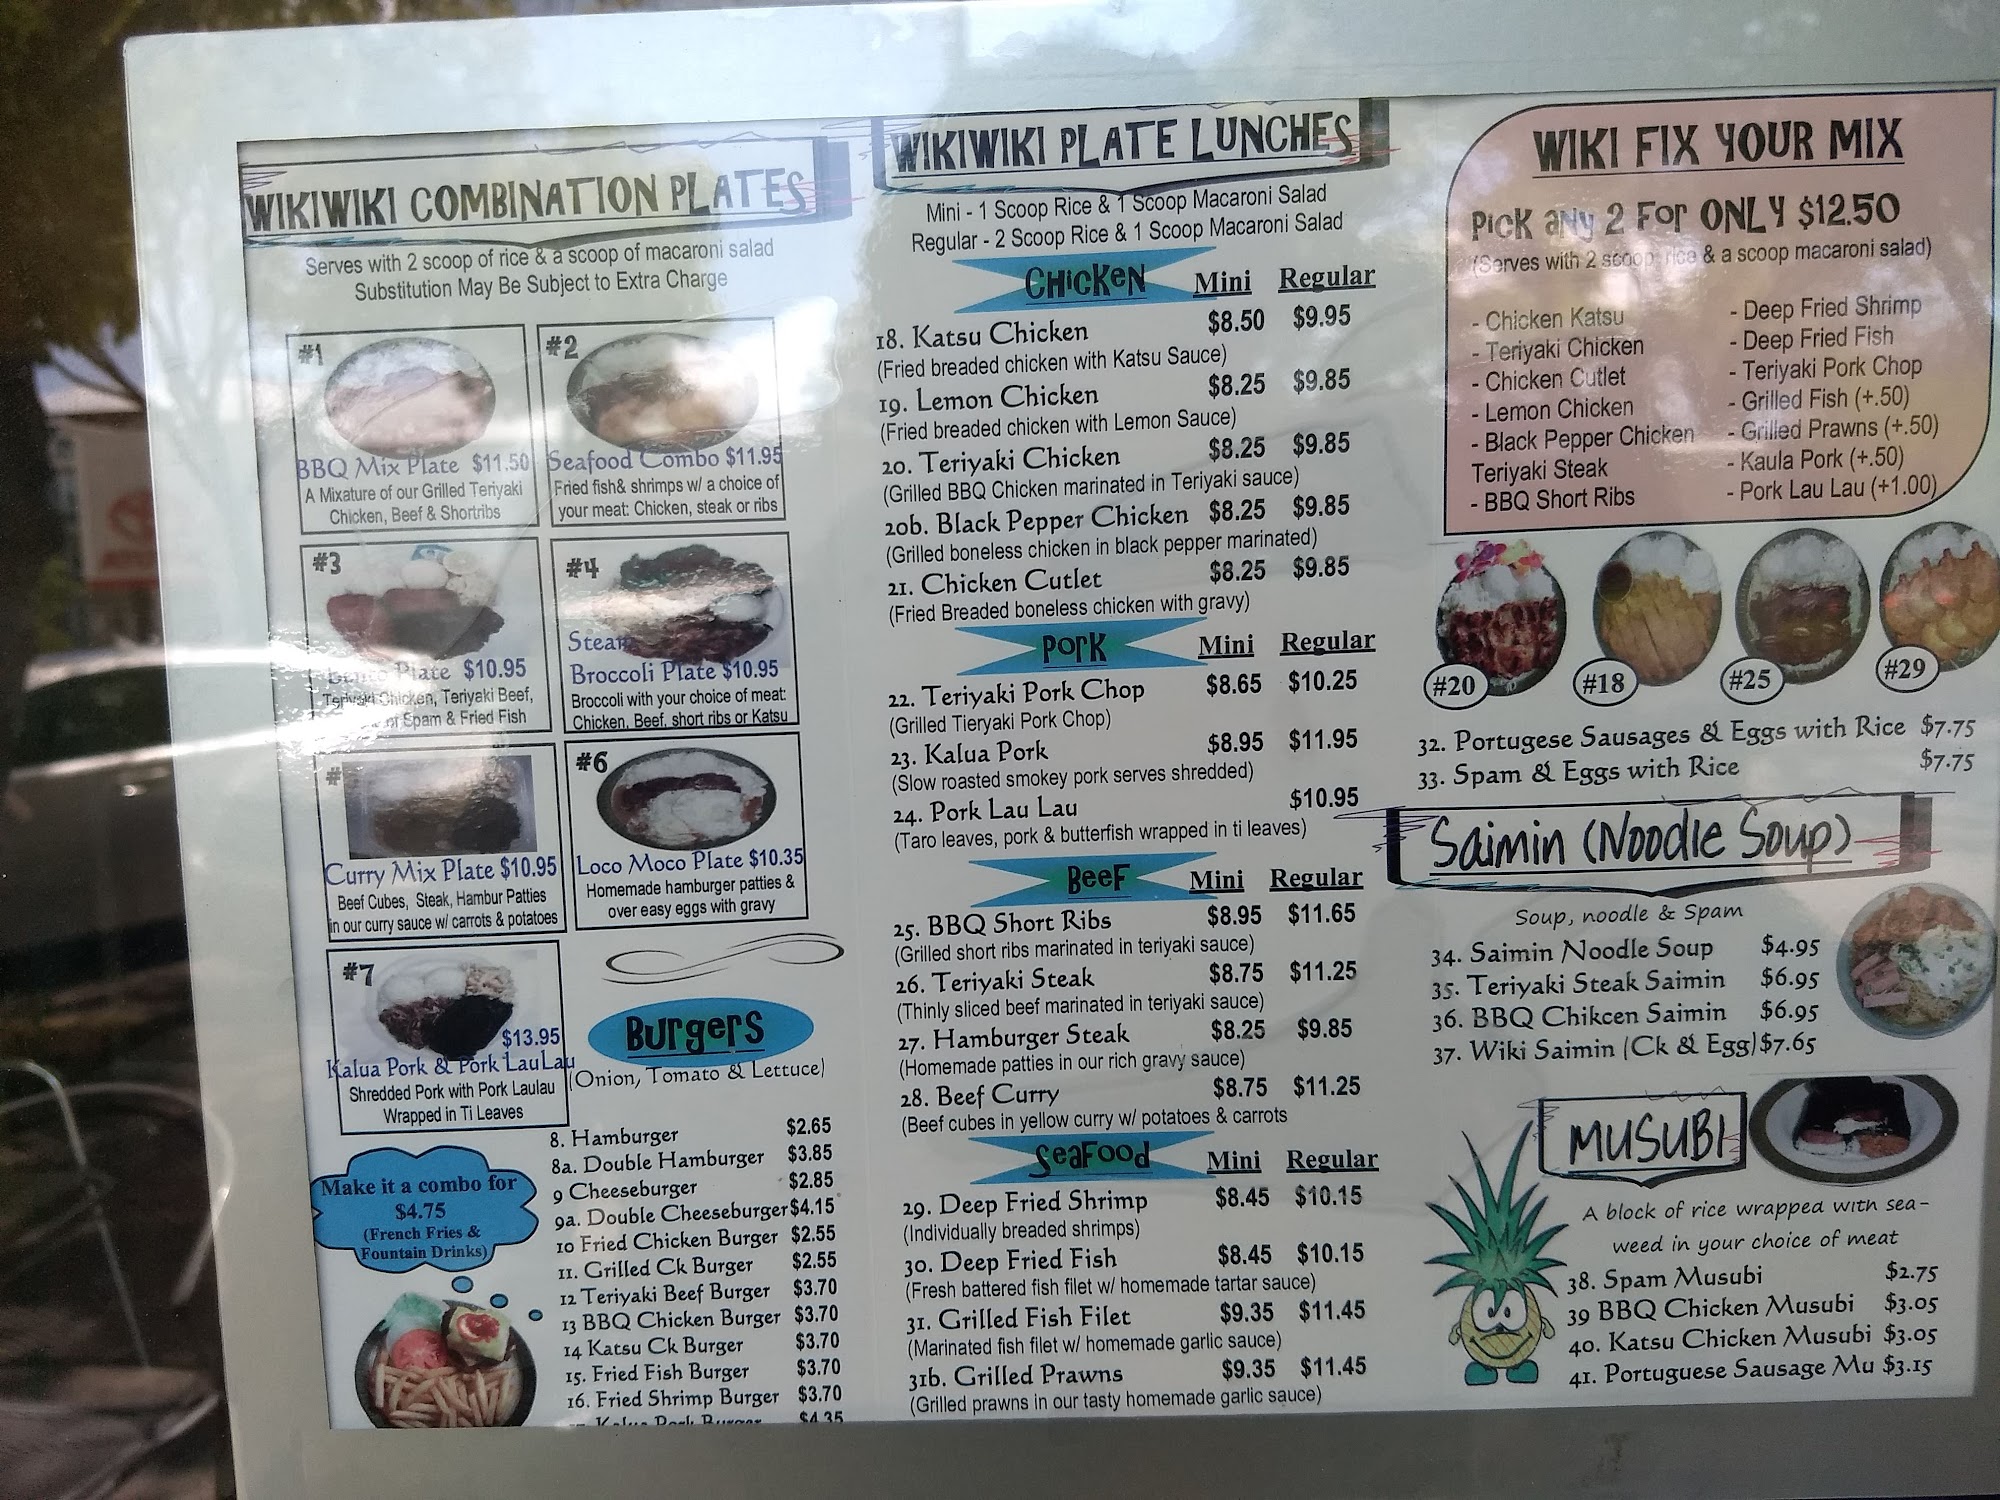 WIKIWIKI COMBINATION PLATES
Serves with 2 scoop of rice & a scoop of macaroni salad
Substitution May Be Subject to Extra Charge
#1
BBQ Mix Plate $11.50
A Mixature of our Grilled Teriyaki
Chicken, Beef & Shortribs
#2
Seafood Combo $11.95
Fried fish& shrimps w/ a choice of
your meat: Chicken, steak or ribs
#3
Plate $10.95
Teriyaki Chicken, Teriyaki Beef,
of Spam & Fried Fish
#4
Steam
Broccoli Plate $10.95
Broccoli with your choice of meat:
Chicken, Beef, short ribs or Katsu
#
Curry Mix Plate $10.95
Beef Cubes, Steak, Hambur Patties
in our curry sauce w/ carrots & potatoes
#6
Loco Moco Plate $10.35
Homemade hamburger patties &
over easy eggs with gravy
#7
$13.95
Kalua Pork & Pork LauLau
Shredded Pork with Pork Laulau
Wrapped in Ti Leaves
Burgers
(Onion, Tomato & Lettuce)
8. Hamburger $2.65
8a. Double Hamburger $3.85
9 Cheeseburger $2.85
9a. Double Cheeseburger $4.15
10 Fried Chicken Burger $2.55
11. Grilled Ck Burger $2.55
12 Teriyaki Beef Burger $3.70
13 BBQ Chicken Burger $3.70
14 Katsu Ck Burger $3.70
15. Fried Fish Burger $3.70
16. Fried Shrimp Burger $3.70
17. Kalua Pork Burger $4.35
Make it a combo for
$4.75
(French Fries &
Fountain Drinks)
WIKIWIKI PLATE LUNCHES
Mini - 1 Scoop Rice & 1 Scoop Macaroni Salad
Regular - 2 Scoop Rice & 1 Scoop Macaroni Salad
Chicken Mini Regular
18. Katsu Chicken $8.50 $9.95
(Fried breaded chicken with Katsu Sauce)
19. Lemon Chicken $8.25 $9.85
(Fried breaded chicken with Lemon Sauce)
20. Teriyaki Chicken $8.25 $9.85
(Grilled BBQ Chicken marinated in Teriyaki sauce)
20b. Black Pepper Chicken $8.25 $9.85
(Grilled boneless chicken in black pepper marinated)
21. Chicken Cutlet $8.25 $9.85
(Fried Breaded boneless chicken with gravy)
Pork Mini Regular
22. Teriyaki Pork Chop $8.65 $10.25
(Grilled Tieryaki Pork Chop)
23. Kalua Pork $8.95 $11.95
(Slow roasted smokey pork serves shredded)
24. Pork Lau Lau $10.95
(Taro leaves, pork & butterfish wrapped in ti leaves)
Beef Mini Regular
25. BBQ Short Ribs $8.95 $11.65
(Grilled short ribs marinated in teriyaki sauce)
26. Teriyaki Steak $8.75 $11.25
(Thinly sliced beef marinated in teriyaki sauce)
27. Hamburger Steak $8.25 $9.85
(Homemade patties in our rich gravy sauce)
28. Beef Curry $8.75 $11.25
(Beef cubes in yellow curry w/ potatoes & carrots
Seafood Mini Regular
29. Deep Fried Shrimp $8.45 $10.15
(Individually breaded shrimps)
30. Deep Fried Fish $8.45 $10.15
(Fresh battered fish filet w/ homemade tartar sauce)
31. Grilled Fish Filet $9.35 $11.45
(Marinated fish filet w/ homemade garlic sauce)
31b. Grilled Prawns $9.35 $11.45
(Grilled prawns in our tasty homemade garlic sauce)
WIKI FIX YOUR MIX
Pick any 2 For ONLY $12.50
(Serves with 2 scoop rice & a scoop macaroni salad)
- Chicken Katsu
- Teriyaki Chicken
- Chicken Cutlet
- Lemon Chicken
- Black Pepper Chicken
Teriyaki Steak
- BBQ Short Ribs
- Deep Fried Shrimp
- Deep Fried Fish
- Teriyaki Pork Chop
- Grilled Fish (+.50)
- Grilled Prawns (+.50)
- Kaula Pork (+.50)
- Pork Lau Lau (+1.00)
#20 #18 #25 #29
32. Portugese Sausages & Eggs with Rice $7.75
33. Spam & Eggs with Rice $7.75
Saimin (Noodle Soup)
Soup, noodle & Spam
34. Saimin Noodle Soup $4.95
35. Teriyaki Steak Saimin $6.95
36. BBQ Chikcen Saimin $6.95
37. Wiki Saimin (Ck & Egg) $7.65
MUSUBI
A block of rice wrapped with sea-
weed in your choice of meat
38. Spam Musubi $2.75
39 BBQ Chicken Musubi $3.05
40. Katsu Chicken Musubi $3.05
41. Portuguese Sausage Mu $3.15